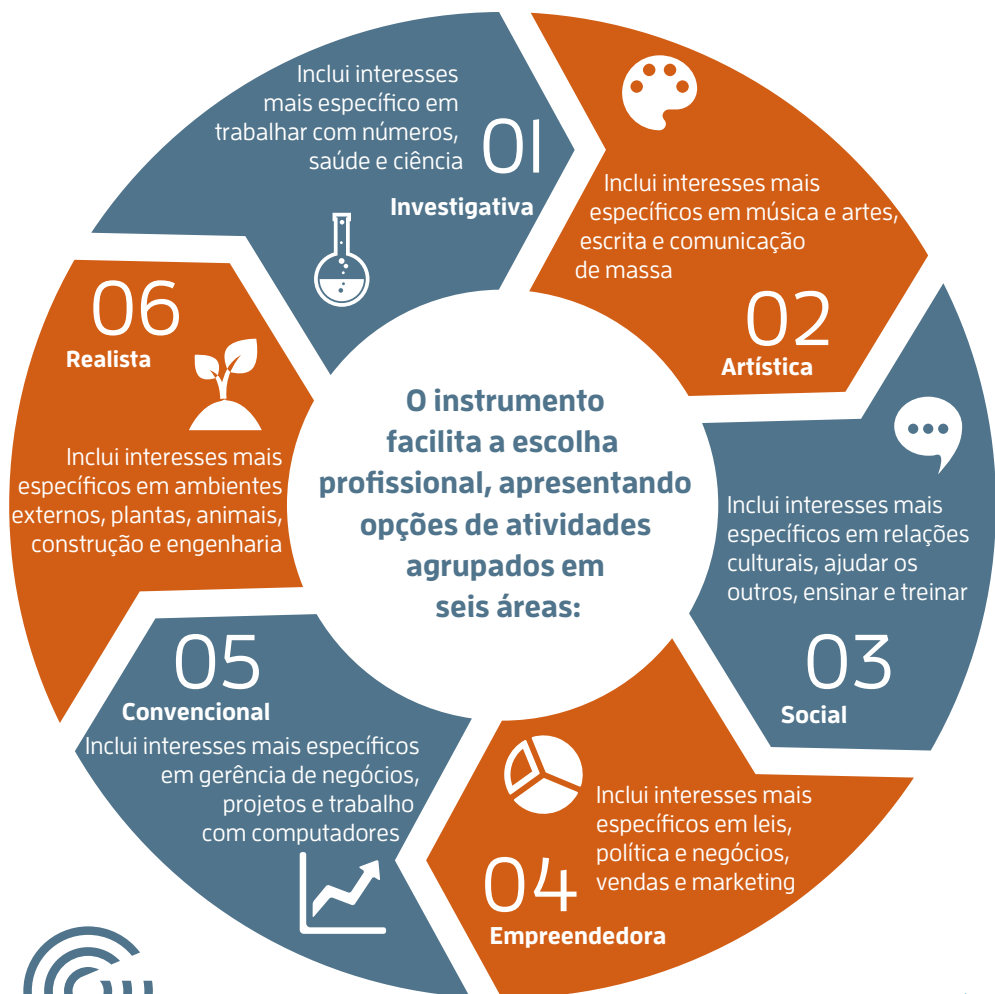 Inclui interesses
mais específico em
trabalhar com números,
saúde e ciência
01
Investigativa
Inclui interesses mais
específicos em música e artes,
escrita e comunicação
de massa
02
Artística
Inclui interesses mais
específicos em relações
culturais, ajudar os
outros, ensinar e treinar
03
Social
Inclui interesses mais
específicos em leis,
política e negócios,
vendas e marketing
04
Empreendedora
05
Convencional
Inclui interesses mais específicos
em gerência de negócios,
projetos e trabalho
com computadores
06
Realista
Inclui interesses mais
específicos em ambientes
externos, plantas, animais,
construção e engenharia
O instrumento
facilita a escolha
profissional, apresentando
opções de atividades
agrupados em
seis áreas: